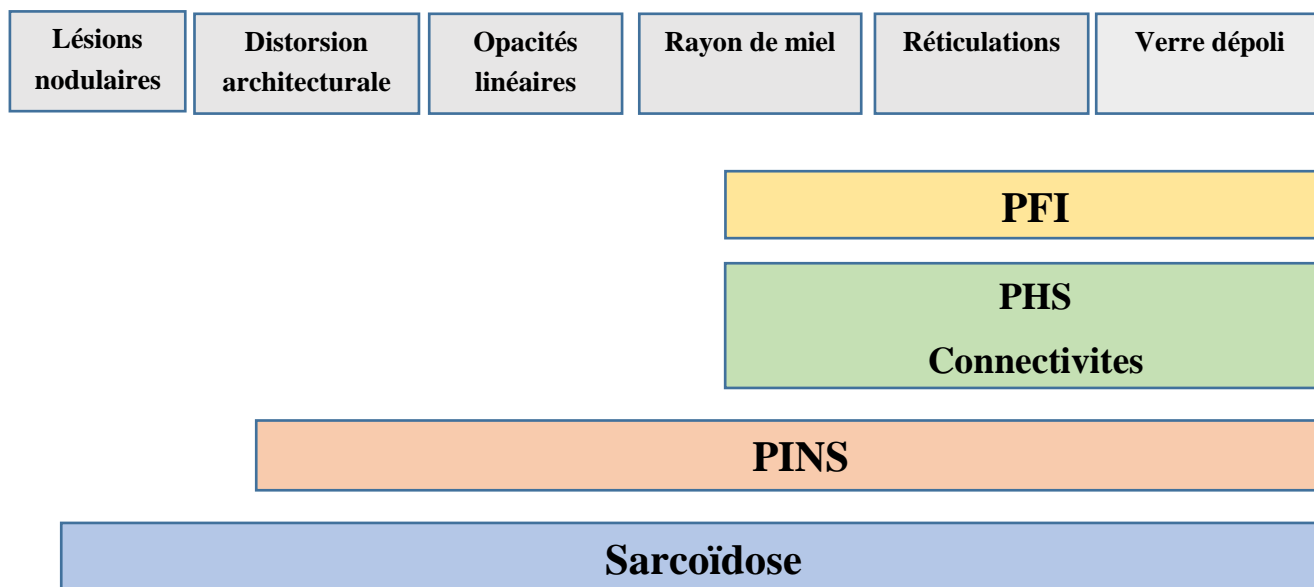 Lésions
nodulaires
Distorsion
architecturale
Opacités
linéaires
Rayon de miel
Réticulations
Verre dépoli
PFI
PHS
Connectivites
PINS
Sarcoïdose